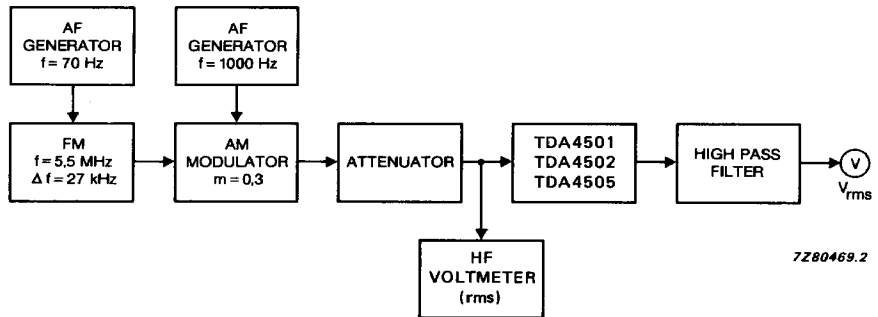 AF
GENERATOR
f = 70 Hz
AF
GENERATOR
f = 1000 Hz
FM
f = 5,5 MHz
Δ f = 27 kHz
AM
MODULATOR
m = 0,3
ATTENUATOR
TDA4501
TDA4502
TDA4505
HIGH PASS
FILTER
V
Vrms
HF
VOLTMETER
(rms)
7Z80469.2